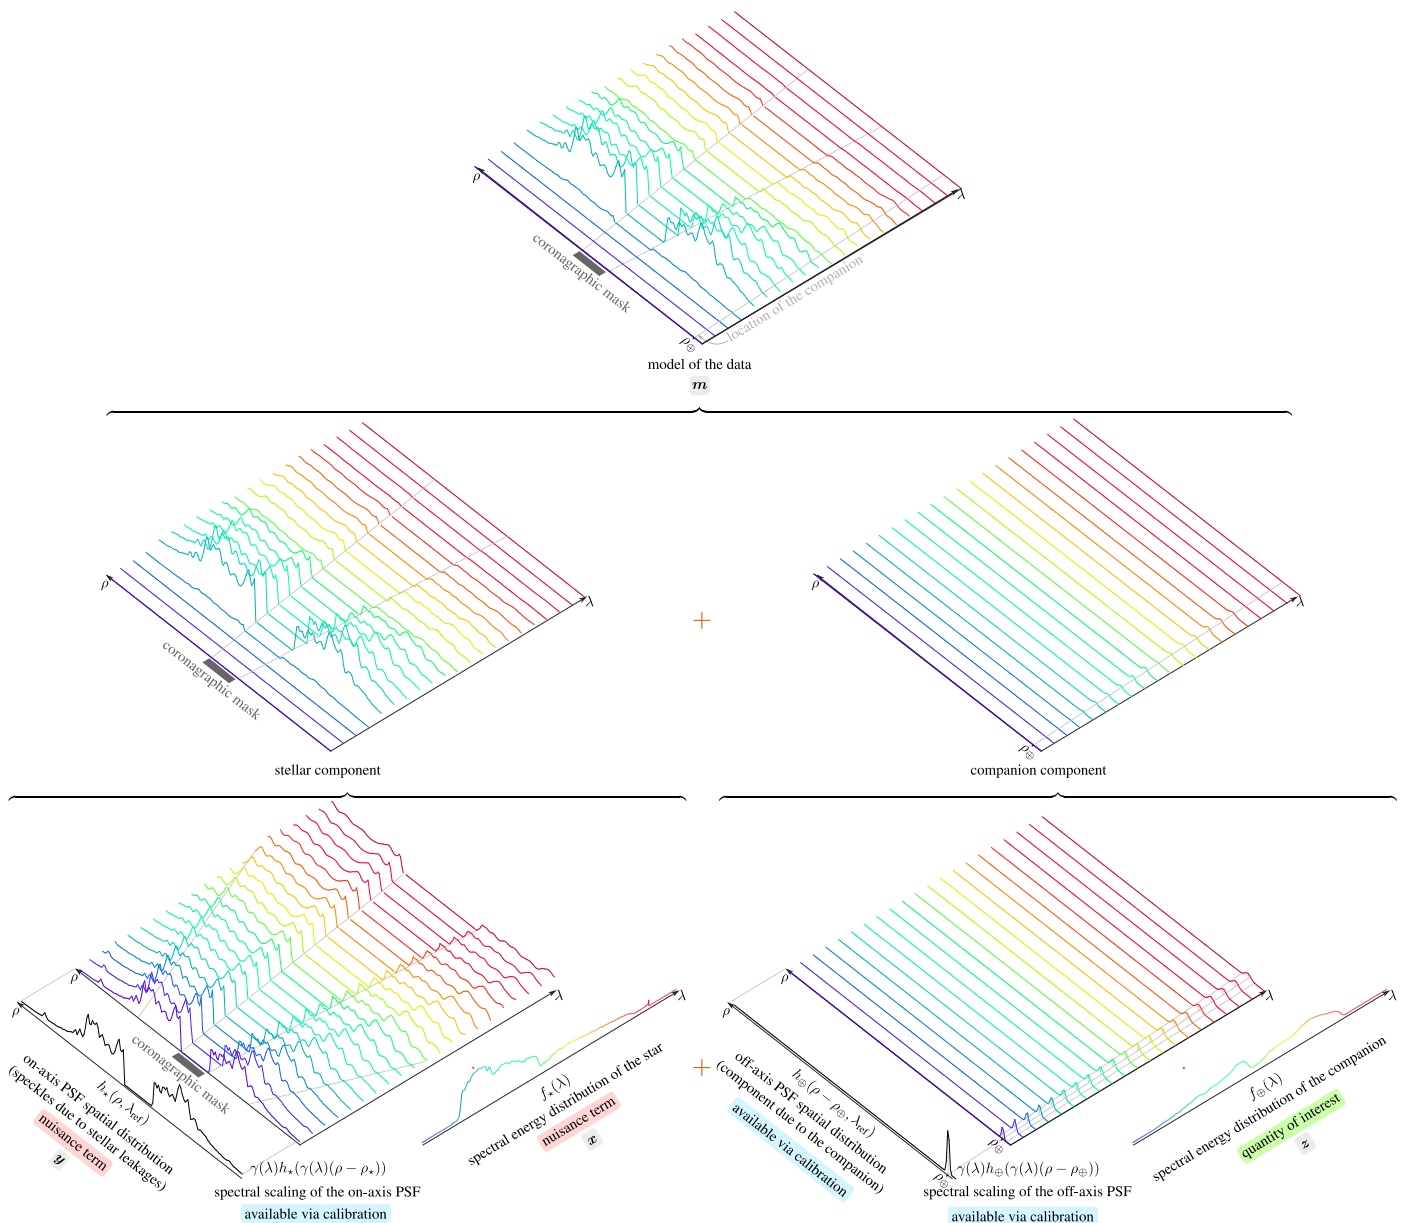 ρ
λ
coronagraphic mask
location of the companion
ρ⊕
model of the data
m
ρ
λ
coronagraphic mask
stellar component
+
ρ
λ
ρ⊕
companion component
ρ
ρ
λ
coronagraphic mask
h⋆(ρ, λref)
on-axis PSF spatial distribution
(speckles due to stellar leakages)
nuisance term
y
γ(λ)h⋆(γ(λ)(ρ − ρ⋆))
spectral scaling of the on-axis PSF
available via calibration
λ
f⋆(λ)
spectral energy distribution of the star
nuisance term
x
+
ρ
ρ
λ
ρ⊕
ρ⊕
h⊕(ρ − ρ⊕, λref)
off-axis PSF spatial distribution
(component due to the companion)
available via calibration
γ(λ)h⊕(γ(λ)(ρ − ρ⊕))
spectral scaling of the off-axis PSF
available via calibration
λ
f⊕(λ)
spectral energy distribution of the companion
quantity of interest
z